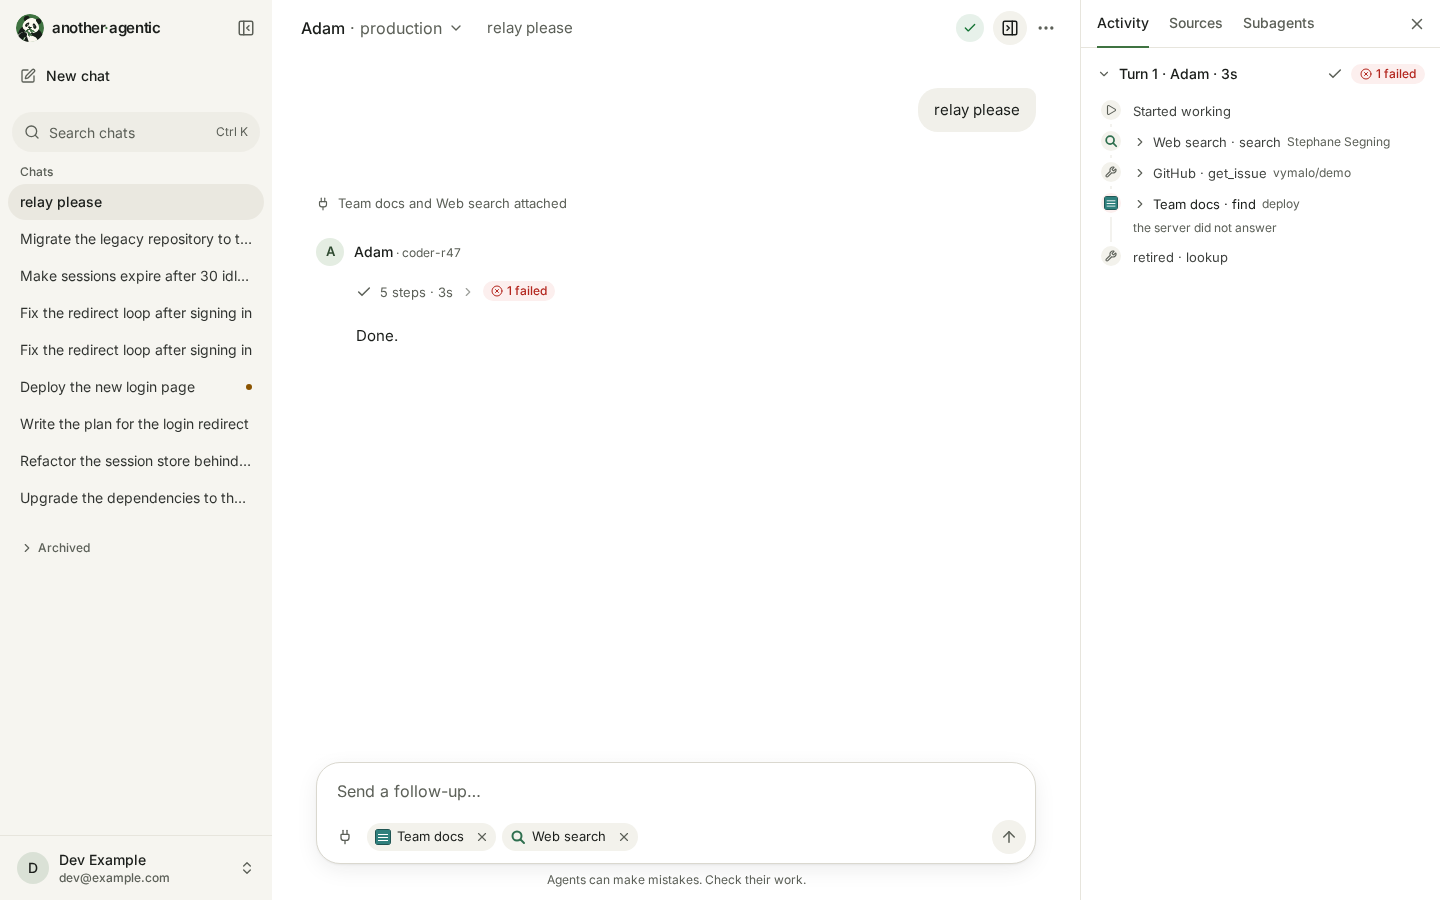 another·agentic
New chat
Search chats Ctrl K
Chats
relay please
Migrate the legacy repository to t...
Make sessions expire after 30 idl...
Fix the redirect loop after signing in
Fix the redirect loop after signing in
Deploy the new login page
Write the plan for the login redirect
Refactor the session store behind...
Upgrade the dependencies to th...
Archived
D
Dev Example
dev@example.com
Adam · production relay please
relay please
Team docs and Web search attached
A Adam · coder-r47
5 steps · 3s 1 failed
Done.
Send a follow-up...
Team docs Web search
Agents can make mistakes. Check their work.
Activity Sources Subagents
Turn 1 · Adam · 3s 1 failed
Started working
Web search · search Stephane Segning
GitHub · get_issue vymalo/demo
Team docs · find deploy
the server did not answer
retired · lookup